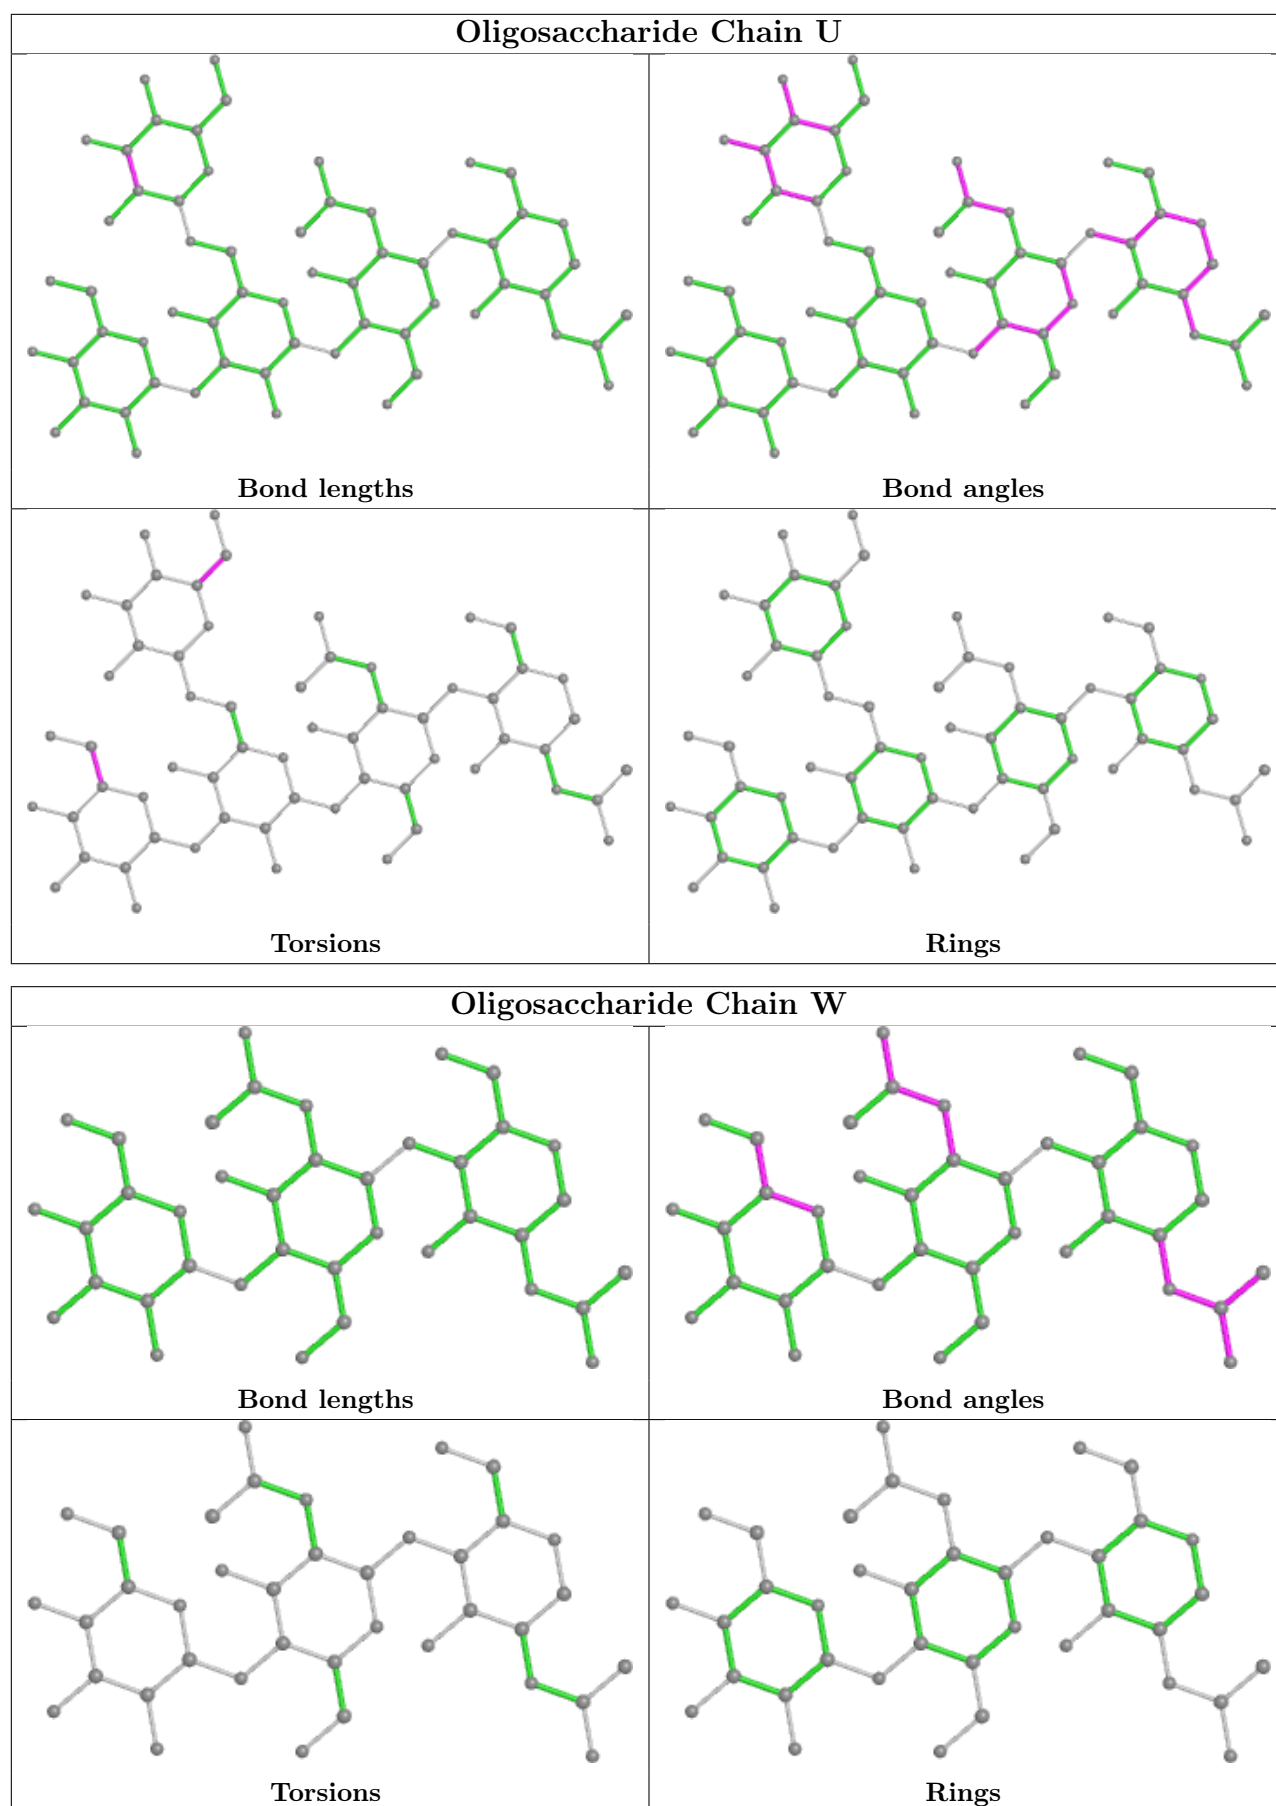 Oligosaccharide Chain U
Bond lengths
Bond angles
Torsions
Rings
Oligosaccharide Chain W
Bond lengths
Bond angles
Torsions
Rings